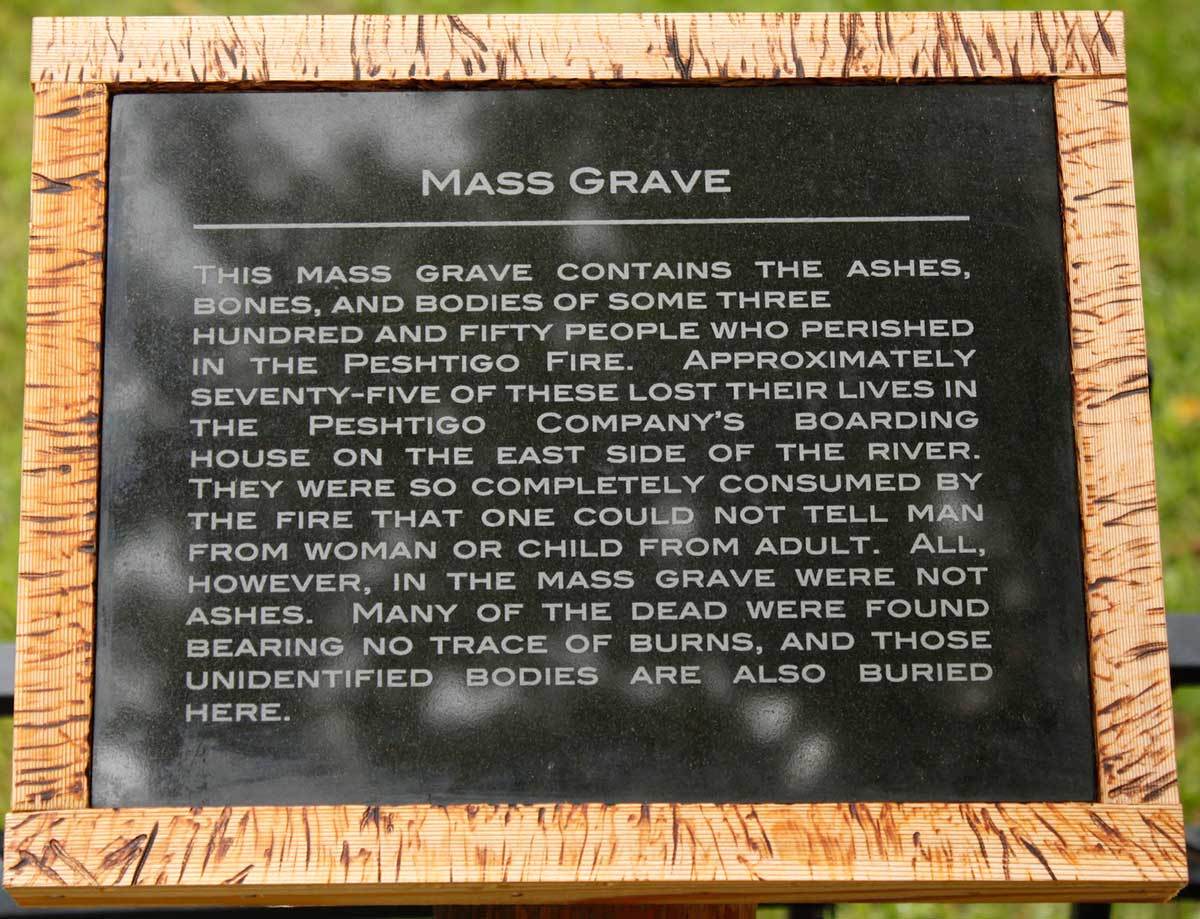 Mass Grave
This mass grave contains the ashes,
bones, and bodies of some three
hundred and fifty people who perished
in the Peshtigo Fire. Approximately
seventy-five of these lost their lives in
the Peshtigo Company's boarding
house on the east side of the river.
They were so completely consumed by
the fire that one could not tell man
from woman or child from adult. All,
however, in the mass grave were not
ashes. Many of the dead were found
bearing no trace of burns, and those
unidentified bodies are also buried
here.